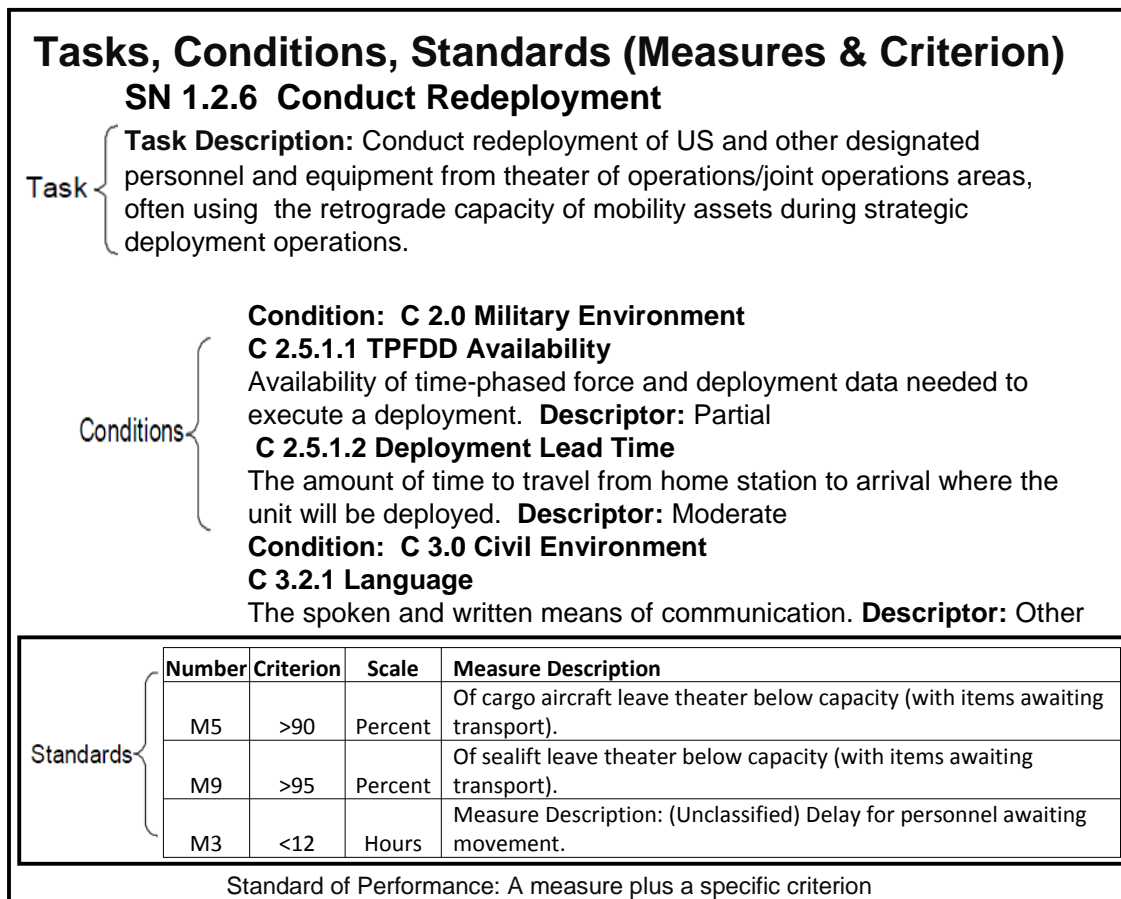 Tasks, Conditions, Standards (Measures & Criterion)
SN 1.2.6 Conduct Redeployment
Task
Task Description: Conduct redeployment of US and other designated
personnel and equipment from theater of operations/joint operations areas,
often using the retrograde capacity of mobility assets during strategic
deployment operations.
Conditions
Condition: C 2.0 Military Environment
C 2.5.1.1 TPFDD Availability
Availability of time-phased force and deployment data needed to
execute a deployment. Descriptor: Partial
C 2.5.1.2 Deployment Lead Time
The amount of time to travel from home station to arrival where the
unit will be deployed. Descriptor: Moderate
Condition: C 3.0 Civil Environment
C 3.2.1 Language
The spoken and written means of communication. Descriptor: Other
Standards
Number Criterion Scale Measure Description
M5 >90 Percent Of cargo aircraft leave theater below capacity (with items awaiting
transport).
M9 >95 Percent Of sealift leave theater below capacity (with items awaiting
transport).
M3 <12 Hours Measure Description: (Unclassified) Delay for personnel awaiting
movement.
Standard of Performance: A measure plus a specific criterion